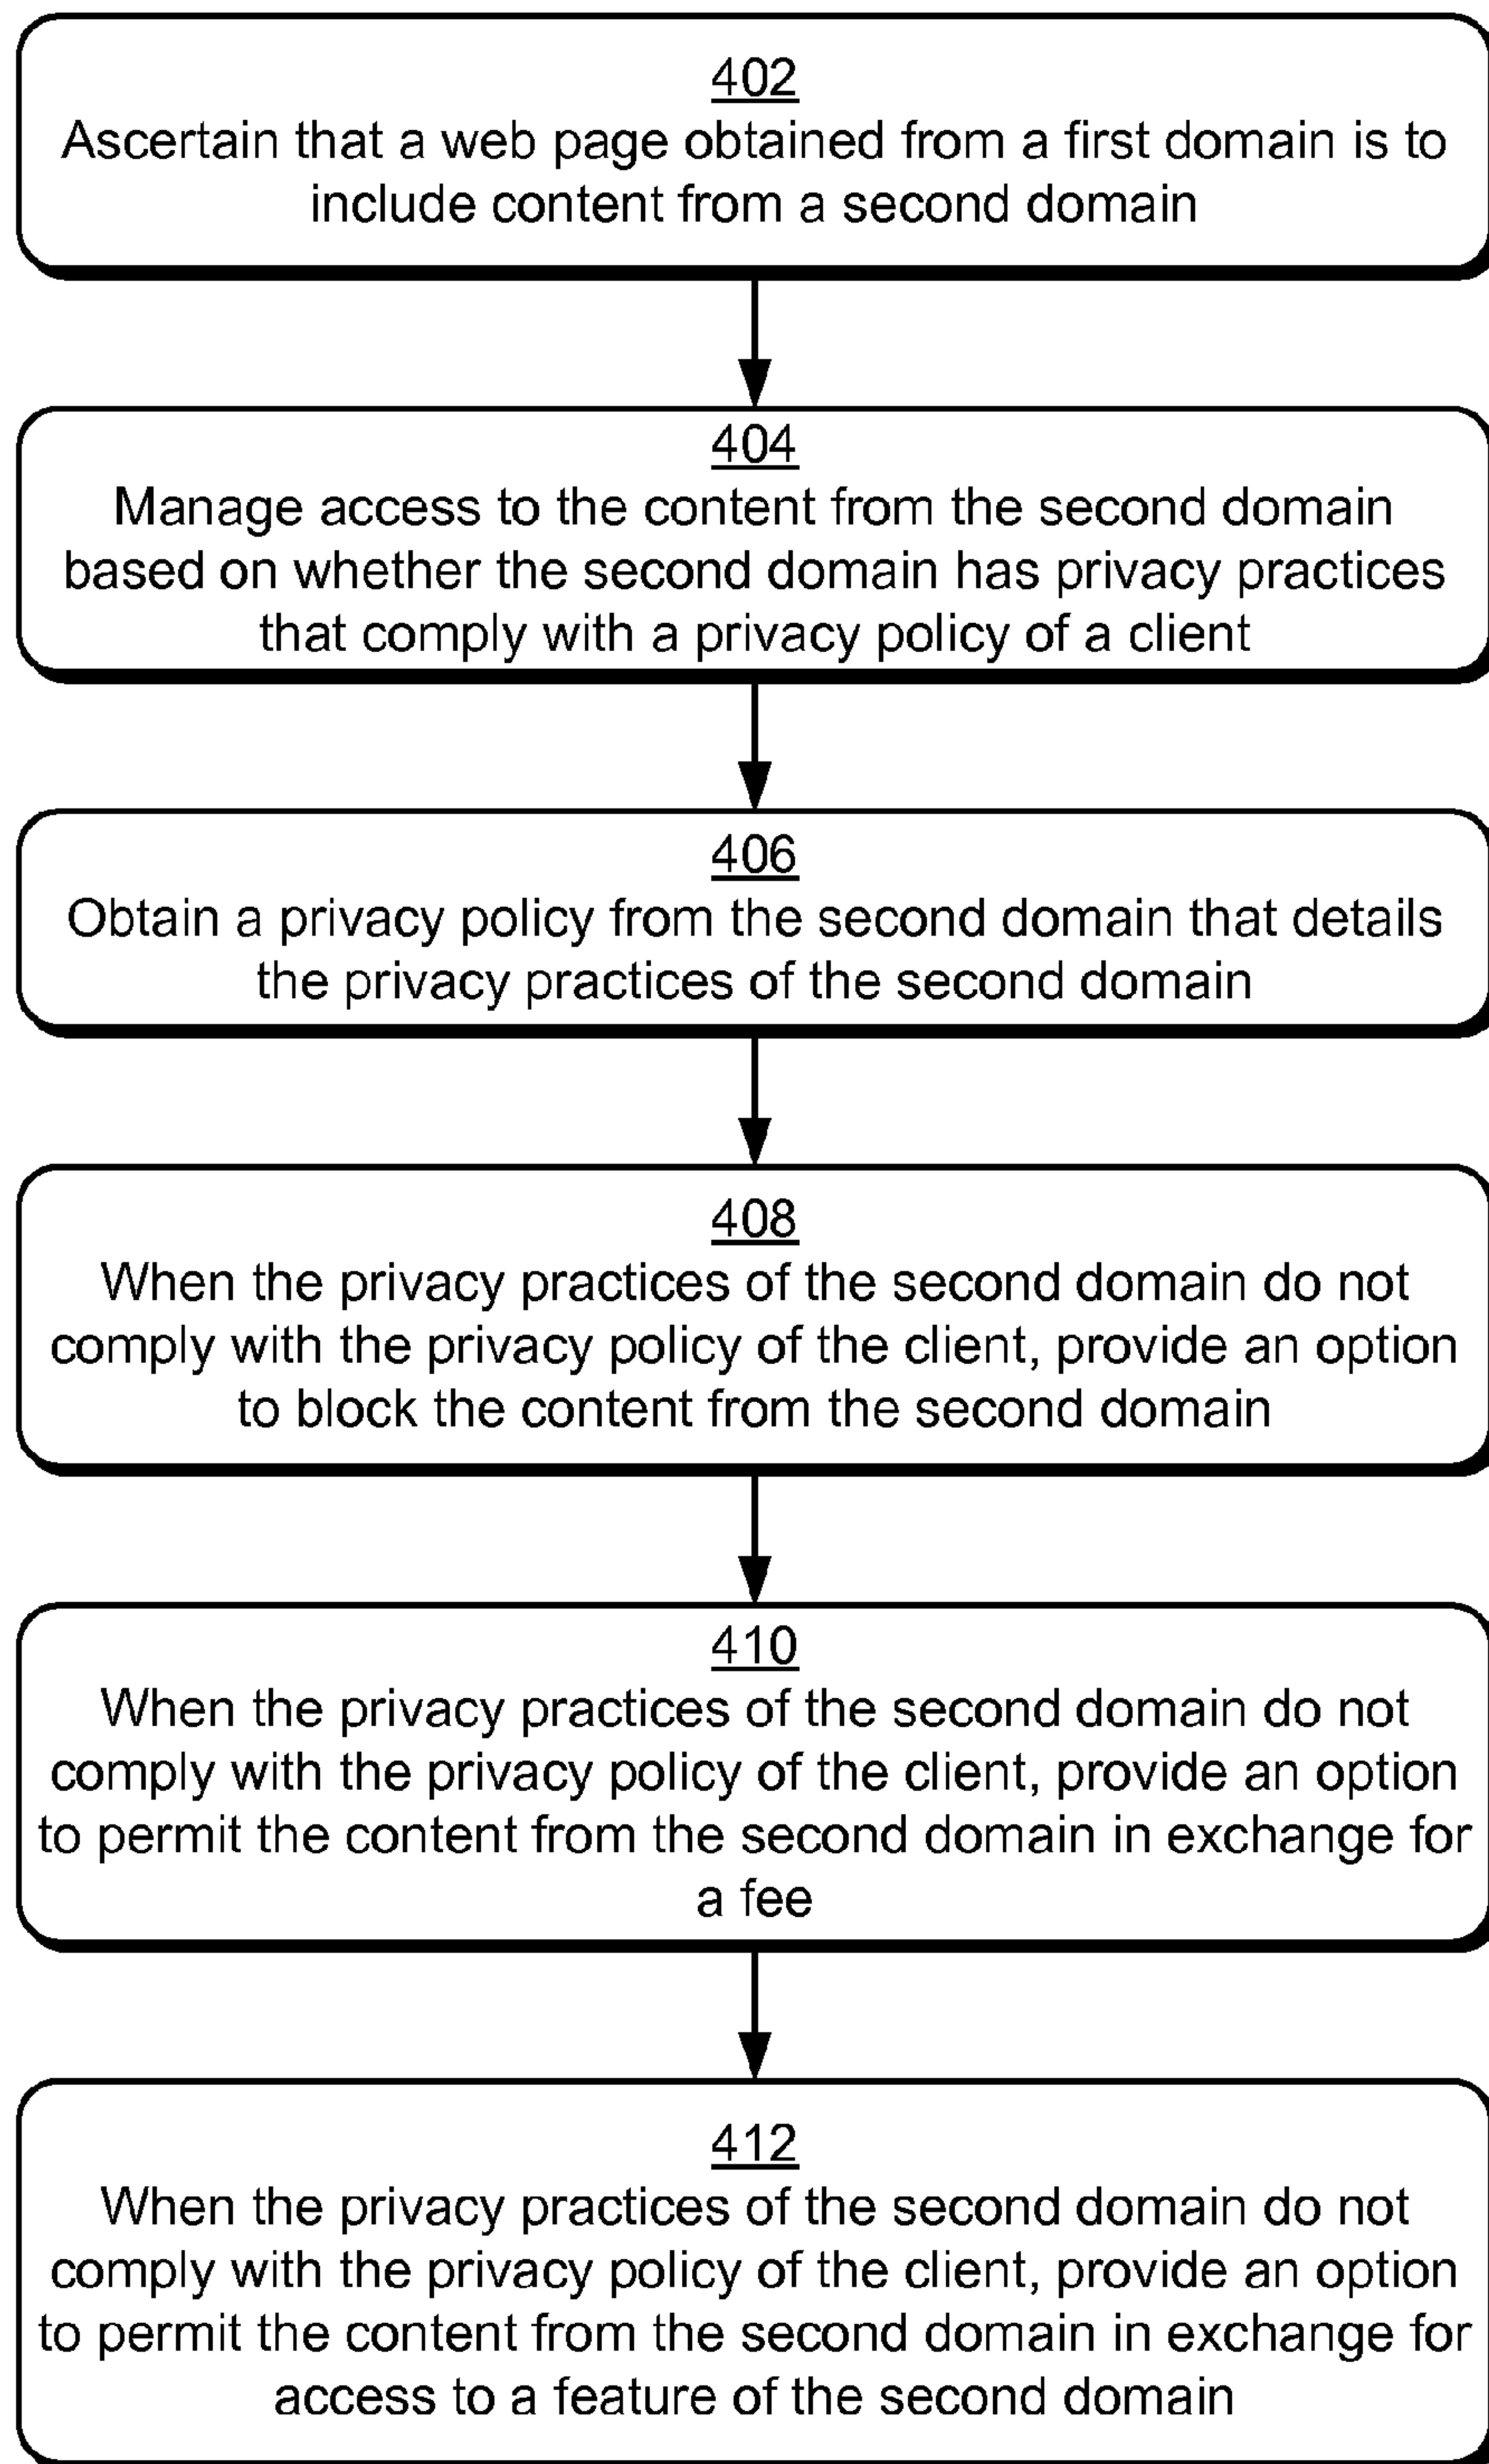 402
Ascertain that a web page obtained from a first domain is to
include content from a second domain
404
Manage access to the content from the second domain
based on whether the second domain has privacy practices
that comply with a privacy policy of a client
406
Obtain a privacy policy from the second domain that details
the privacy practices of the second domain
408
When the privacy practices of the second domain do not
comply with the privacy policy of the client, provide an option
to block the content from the second domain
410
When the privacy practices of the second domain do not
comply with the privacy policy of the client, provide an option
to permit the content from the second domain in exchange for
a fee
412
When the privacy practices of the second domain do not
comply with the privacy policy of the client, provide an option
to permit the content from the second domain in exchange for
access to a feature of the second domain